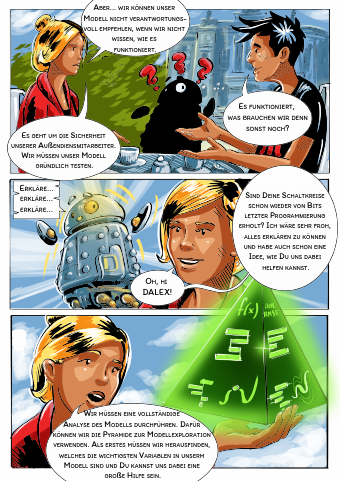 Aber... wir können unser
Modell nicht verantwortungs-
voll empfehlen, wenn wir nicht
wissen, wie es
funktioniert.
Es funktioniert,
was brauchen wir denn
sonst noch?
Es geht um die Sicherheit
unserer Außendienstmitarbeiter.
Wir müssen unser Modell
gründlich testen.
Erkläre...
erkläre...
erkläre...
Oh, hi
DALEX!
Sind Deine Schaltkreise
schon wieder von Bits
letzter Programmierung
erholt? Ich wäre sehr froh,
alles erklären zu können
und habe auch schon eine
Idee, wie Du uns dabei
helfen kannst.
f(x)
RMSE
Wir müssen eine vollständige
Analyse des Modells durchführen. Dafür
können wir die Pyramide zur Modellexploration
verwenden. Als erstes müssen wir herausfinden,
welches die wichtigsten Variablen in unserm
Modell sind und Du kannst uns dabei eine
große Hilfe sein.